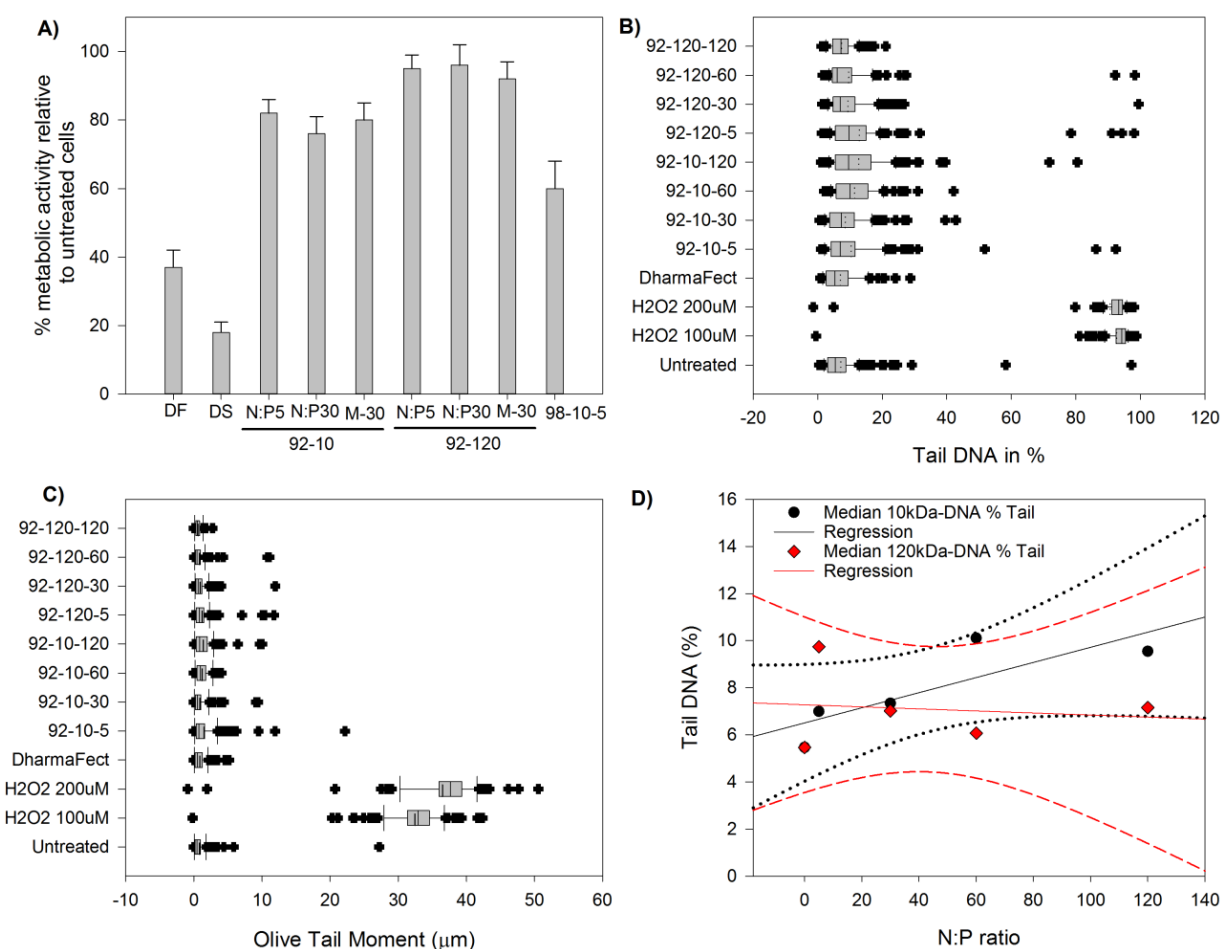 A)
% metabolic activity relative
to untreated cells
100
80
60
40
20
0
DF DS N:P5 N:P30 M-30 N:P5 N:P30 M-30 98-10-5
92-10 92-120
B)
92-120-120
92-120-60
92-120-30
92-120-5
92-10-120
92-10-60
92-10-30
92-10-5
DharmaFect
H2O2 200uM
H2O2 100uM
Untreated
-20 0 20 40 60 80 100 120
Tail DNA in %
C)
92-120-120
92-120-60
92-120-30
92-120-5
92-10-120
92-10-60
92-10-30
92-10-5
DharmaFect
H2O2 200uM
H2O2 100uM
Untreated
-10 0 10 20 30 40 50 60
Olive Tail Moment (μm)
D)
Tail DNA (%)
16
14
12
10
8
6
4
2
0
Median 10kDa-DNA % Tail
Regression
Median 120kDa-DNA % Tail
Regression
0 20 40 60 80 100 120 140
N:P ratio